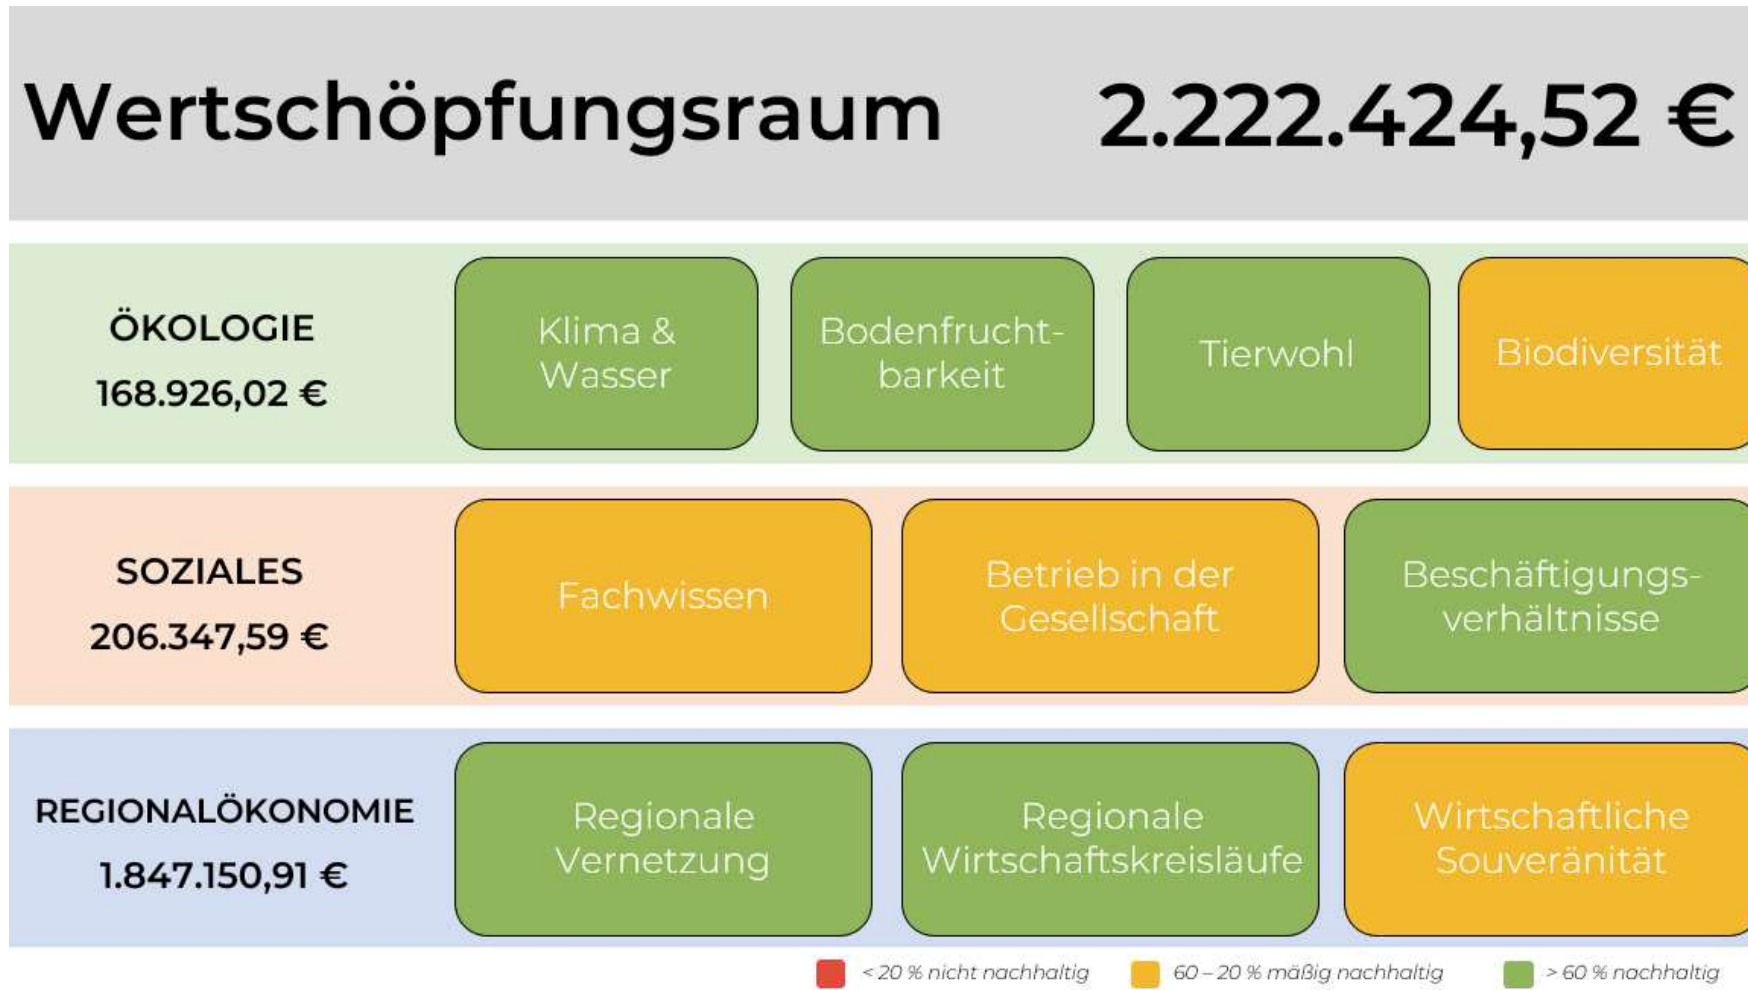 Wertschöpfungsraum 2.222.424,52 €
ÖKOLOGIE
168.926,02 €
Klima &
Wasser
Bodenfrucht-
barkeit
Tierwohl
Biodiversität
SOZIALES
206.347,59 €
Fachwissen
Betrieb in der
Gesellschaft
Beschäftigungs-
verhältnisse
REGIONALÖKONOMIE
1.847.150,91 €
Regionale
Vernetzung
Regionale
Wirtschaftskreisläufe
Wirtschaftliche
Souveränität
< 20 % nicht nachhaltig 60 – 20 % mäßig nachhaltig > 60 % nachhaltig